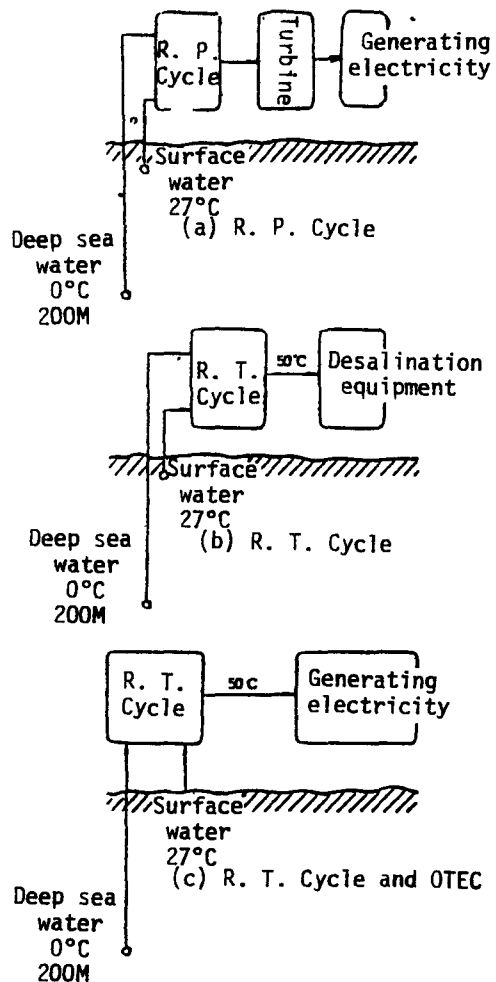 R. P.
Cycle
Turbine
Generating
electricity
Surface
water
27°C
(a) R. P. Cycle
Deep sea
water
0°C
200M
R. T.
Cycle
50°C
Desalination
equipment
Surface
water
27°C
(b) R. T. Cycle
Deep sea
water
0°C
200M
R. T.
Cycle
50C
Generating
electricity
Surface
water
27°C
(c) R. T. Cycle and OTEC
Deep sea
water
0°C
200M